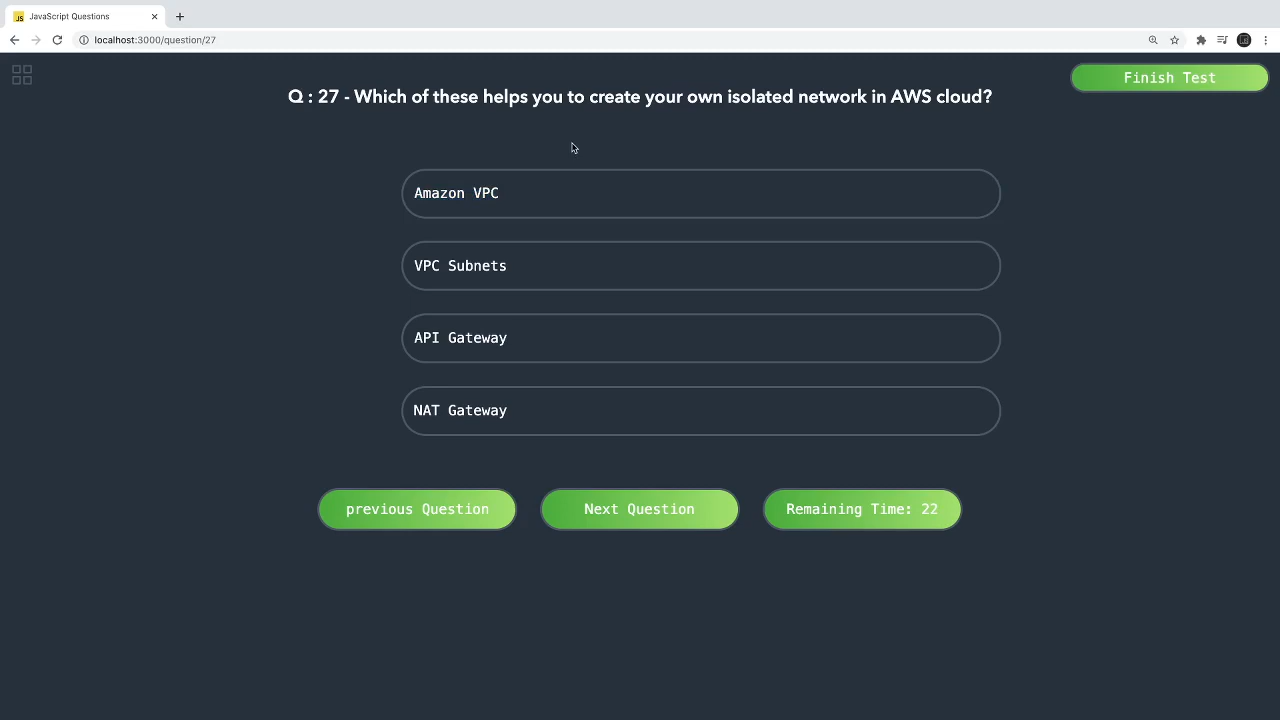 JavaScript Questions
localhost:3000/question/27
Finish Test
Q : 27 - Which of these helps you to create your own isolated network in AWS cloud?
Amazon VPC
VPC Subnets
API Gateway
NAT Gateway
previous Question
Next Question
Remaining Time: 22